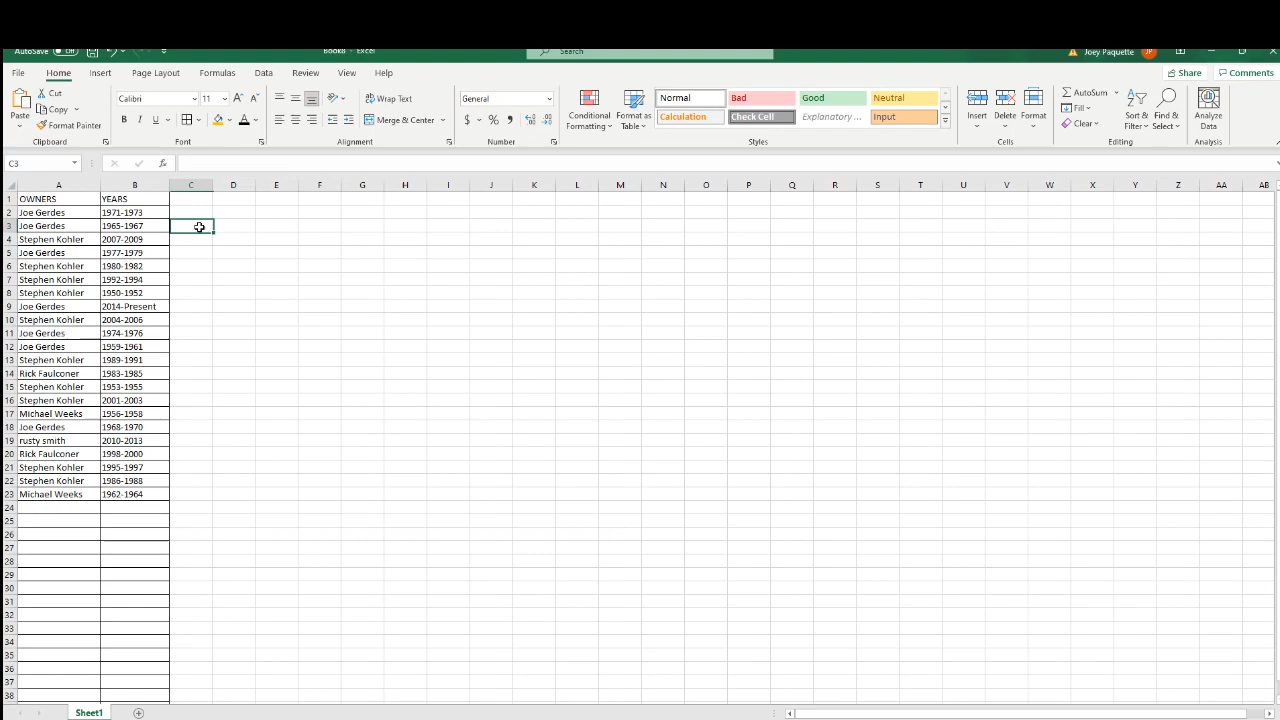 AutoSave Off Book8 - Excel Search Joey Paquette JP
File Home Insert Page Layout Formulas Data Review View Help Share Comments
Paste Cut Copy Format Painter Clipboard
Calibri 11 A A B I U A Font
Wrap Text Merge & Center Alignment
General $ % , Number
Conditional Formatting Format as Table
Normal Bad Good Neutral
Calculation Check Cell Explanatory ... Input
Styles
Insert Delete Format Cells
AutoSum Fill Clear Sort & Filter Find & Select Editing
Analyze Data Analysis
C3 fx
A B C D E F G H I J K L M N O P Q R S T U V W X Y Z AA AB
1 OWNERS YEARS
2 Joe Gerdes 1971-1973
3 Joe Gerdes 1965-1967
4 Stephen Kohler 2007-2009
5 Joe Gerdes 1977-1979
6 Stephen Kohler 1980-1982
7 Stephen Kohler 1992-1994
8 Stephen Kohler 1950-1952
9 Joe Gerdes 2014-Present
10 Stephen Kohler 2004-2006
11 Joe Gerdes 1974-1976
12 Joe Gerdes 1959-1961
13 Stephen Kohler 1989-1991
14 Rick Faulconer 1983-1985
15 Stephen Kohler 1953-1955
16 Stephen Kohler 2001-2003
17 Michael Weeks 1956-1958
18 Joe Gerdes 1968-1970
19 rusty smith 2010-2013
20 Rick Faulconer 1998-2000
21 Stephen Kohler 1995-1997
22 Stephen Kohler 1986-1988
23 Michael Weeks 1962-1964
24
25
26
27
28
29
30
31
32
33
34
35
36
37
38
Sheet1